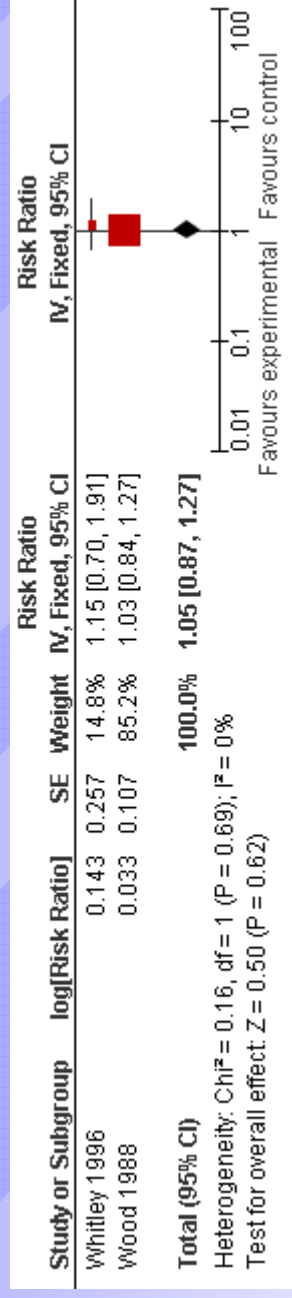 Risk Ratio Risk Ratio
Study or Subgroup log[Risk Ratio] SE Weight IV, Fixed, 95% CI IV, Fixed, 95% CI
Whitley 1996 0.143 0.257 14.8% 1.15 [0.70, 1.91]
Wood 1988 0.033 0.107 85.2% 1.03 [0.84, 1.27]
Total (95% CI) 100.0% 1.05 [0.87, 1.27]
Heterogeneity: Chi² = 0.16, df = 1 (P = 0.69); I² = 0%
Test for overall effect: Z = 0.50 (P = 0.62)
0.01 0.1 1 10 100
Favours experimental Favours control